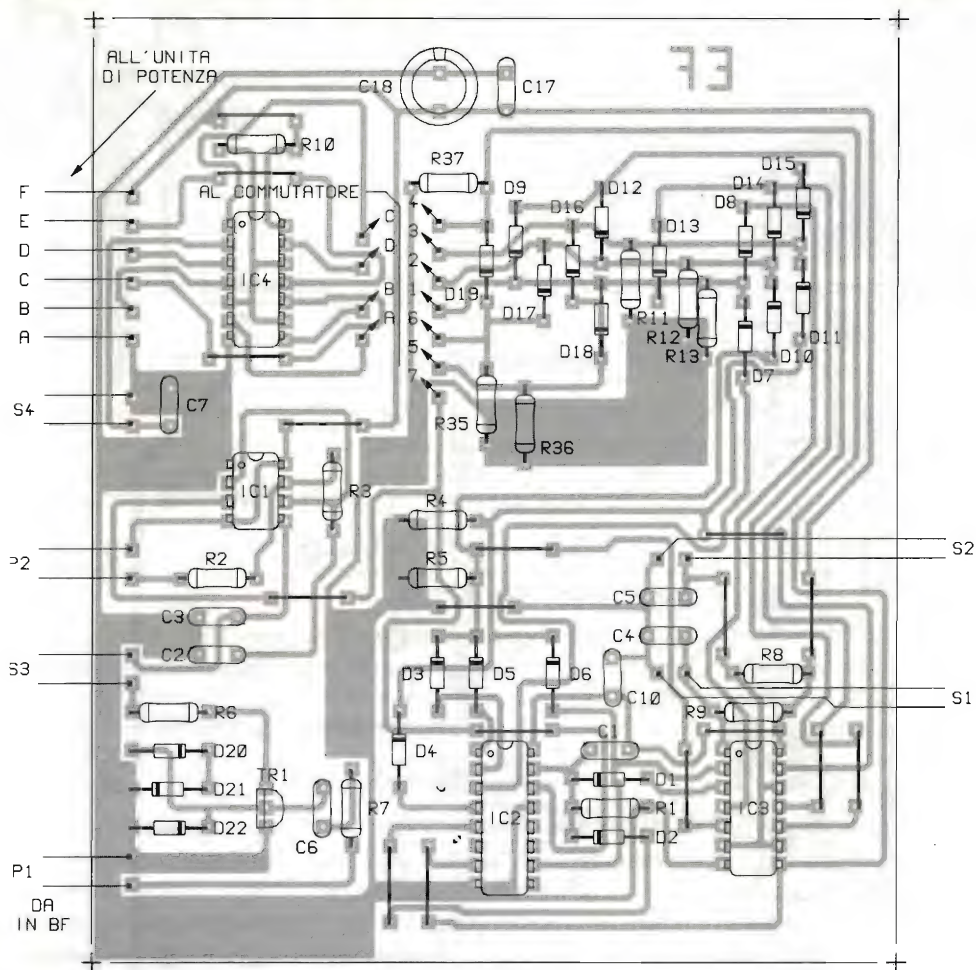 ALL'UNITA
DI POTENZA
C18
C17
FE
R10
R37
F
AL COMMUTATORE
D9
D12
D15
D14
D8
E
C
4
D16
D13
D
D
3
IC4
2
C
B
1
D19
D17
R11
B
A
6
D18
R12
D11
A
5
R13
D10
7
D7
S4
C7
R35
R36
IC1
R3
R4
P2
R2
R5
S2
C3
C5
C2
C4
S3
D3
D5
D6
R8
C10
S1
R6
R9
D20
D4
C1
TR1
D21
D1
R7
IC2
R1
IC3
D22
C6
D2
P1
DA
IN BF